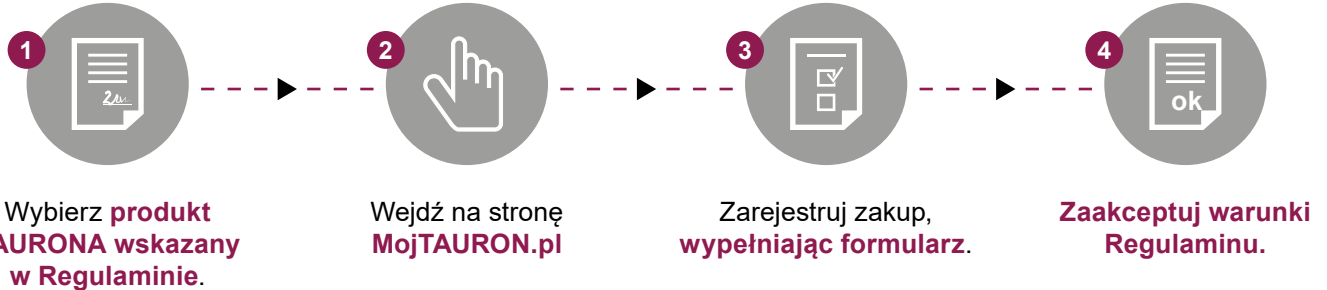 1
2
3
4
ok
Wybierz produkt
AURONA wskazany
w Regulaminie.
Wejdź na stronę
MojTAURON.pl
Zarejestruj zakup,
wypełniając formularz.
Zaakceptuj warunki
Regulaminu.